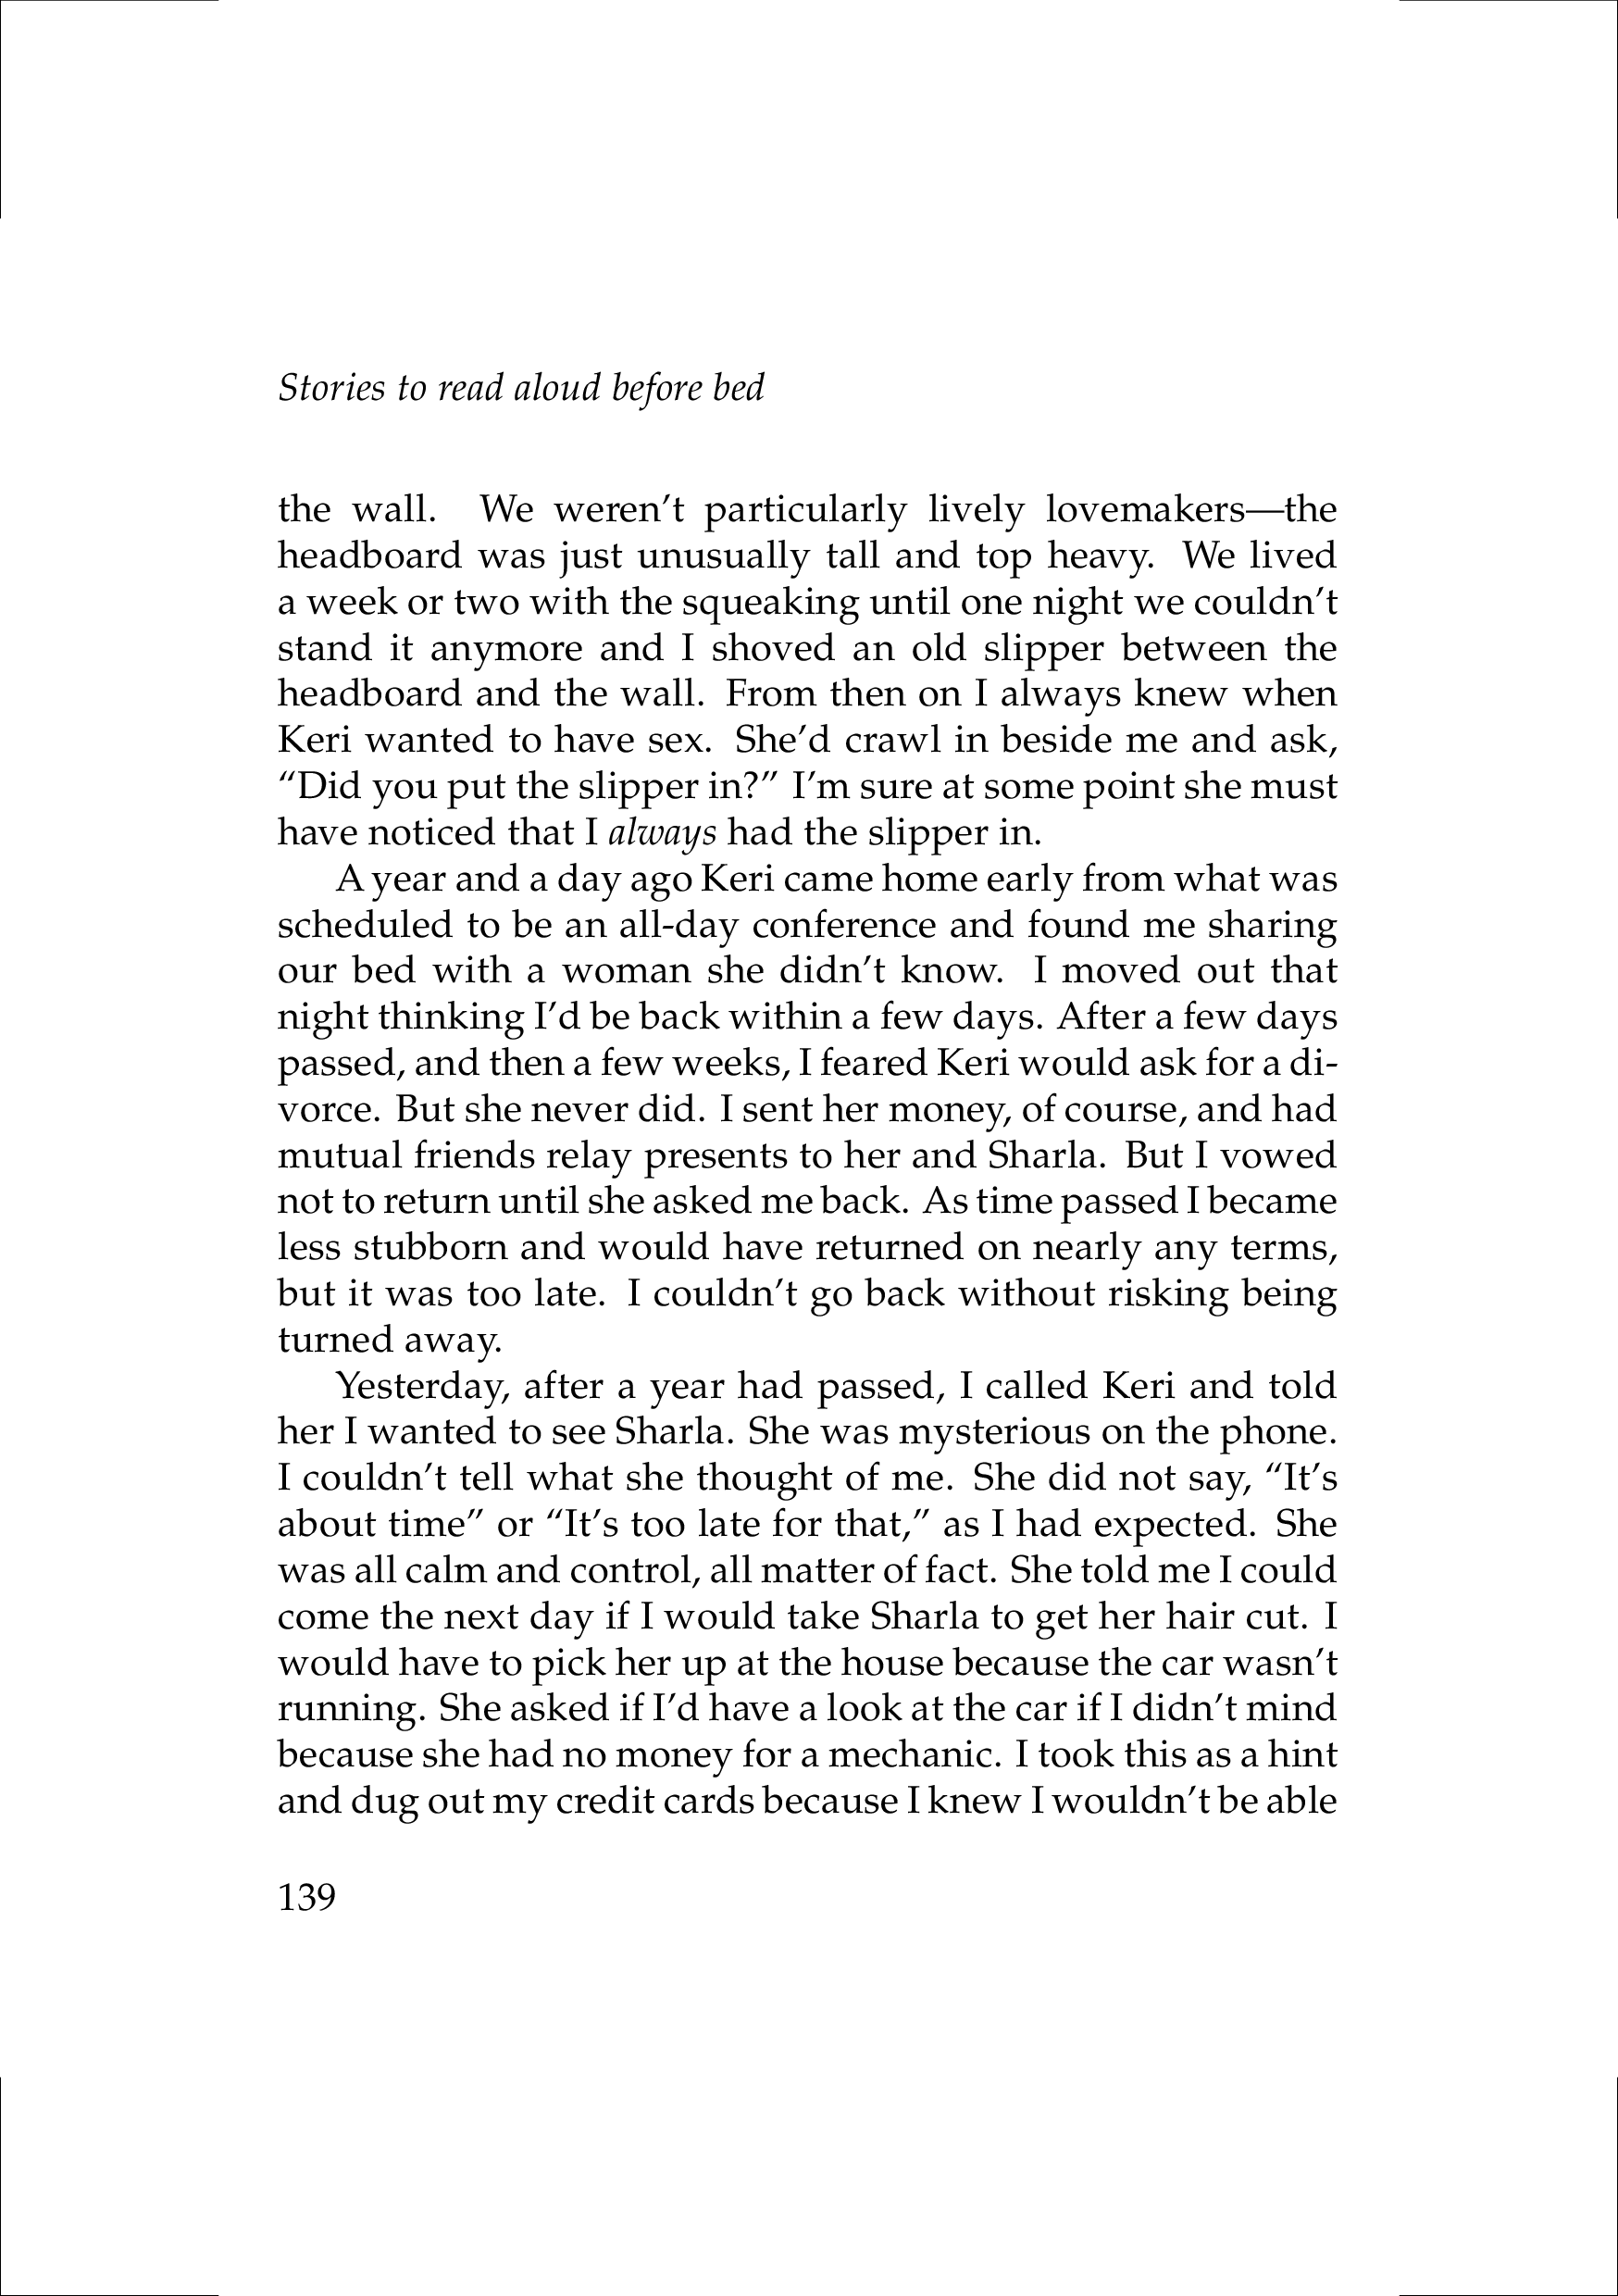 Stories to read aloud before bed
the wall. We weren’t particularly lively lovemakers—the
headboard was just unusually tall and top heavy. We lived
a week or two with the squeaking until one night we couldn’t
stand it anymore and I shoved an old slipper between the
headboard and the wall. From then on I always knew when
Keri wanted to have sex. She’d crawl in beside me and ask,
“Did you put the slipper in?” I’m sure at some point she must
have noticed that I always had the slipper in.
A year and a day ago Keri came home early from what was
scheduled to be an all-day conference and found me sharing
our bed with a woman she didn’t know. I moved out that
night thinking I’d be back within a few days. After a few days
passed, and then a few weeks, I feared Keri would ask for a di-
vorce. But she never did. I sent her money, of course, and had
mutual friends relay presents to her and Sharla. But I vowed
not to return until she asked me back. As time passed I became
less stubborn and would have returned on nearly any terms,
but it was too late. I couldn’t go back without risking being
turned away.
Yesterday, after a year had passed, I called Keri and told
her I wanted to see Sharla. She was mysterious on the phone.
I couldn’t tell what she thought of me. She did not say, “It’s
about time” or “It’s too late for that,” as I had expected. She
was all calm and control, all matter of fact. She told me I could
come the next day if I would take Sharla to get her hair cut. I
would have to pick her up at the house because the car wasn’t
running. She asked if I’d have a look at the car if I didn’t mind
because she had no money for a mechanic. I took this as a hint
and dug out my credit cards because I knew I wouldn’t be able
139